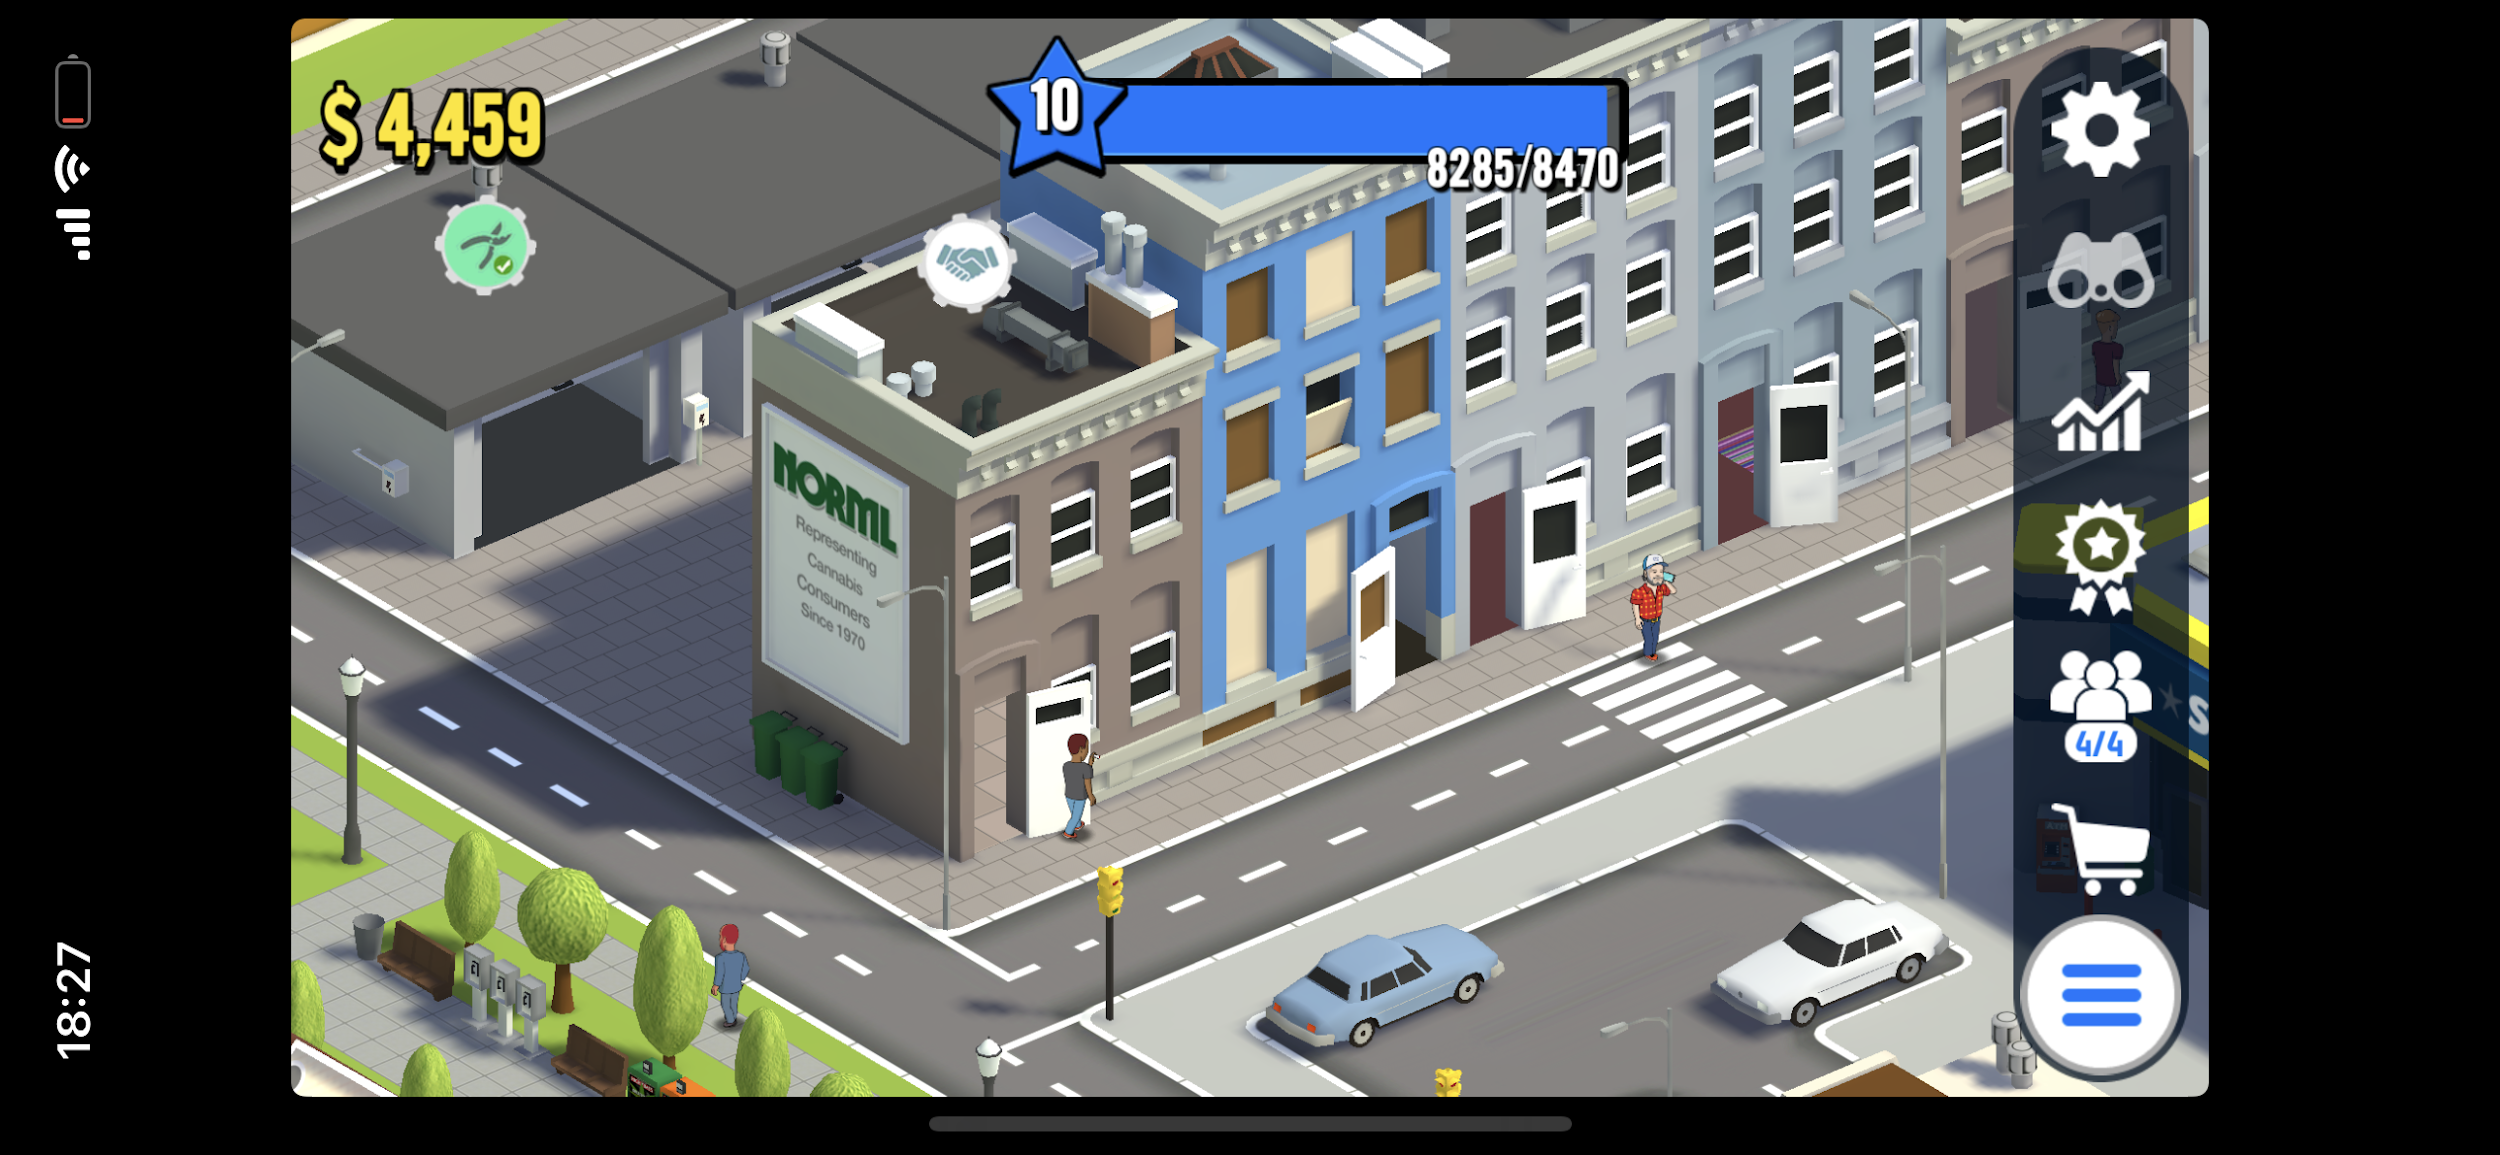 $ 4,459
10
8285/8470
NORML
Representing
Cannabis
Consumers
Since 1970
4/4
S
18:27